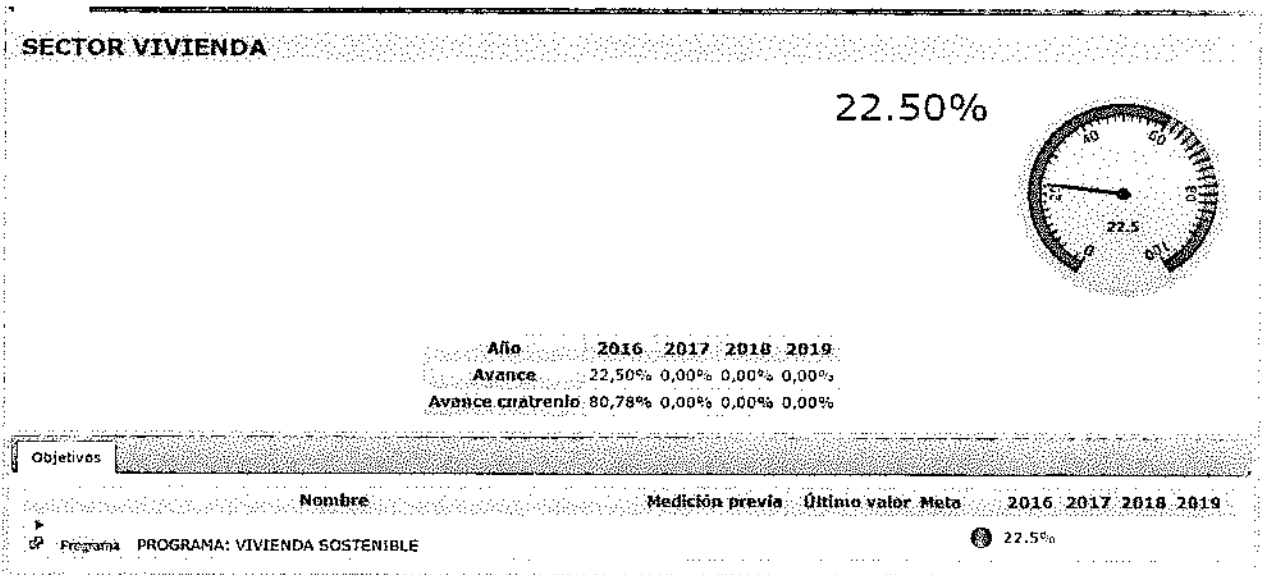 SECTOR VIVIENDA
22.50%
0 20 40 60 80 100
22.5
Año 2016 2017 2018 2019
Avance 22,50% 0,00% 0,00% 0,00%
Avance cuatrenio 80,78% 0,00% 0,00% 0,00%
Objetivos
Nombre Medición previa Último valor Meta 2016 2017 2018 2019
Programa PROGRAMA: VIVIENDA SOSTENIBLE 22.5%